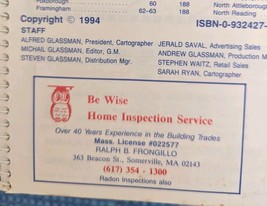 Foxborough 60 188
Framingham 62-63 188
North Attleborough
North Reading
Copyright © 1994
ISBN-0-932427-
STAFF
ALFRED GLASSMAN, President, Cartographer
MICHAL GLASSMAN, Editor, G.M.
STEVEN GLASSMAN, Distribution Mgr.
JERALD SAVAL, Advertising Sales
ANDREW GLASSMAN, Production M
STEPHEN WAITZ, Retail Sales
SARAH RYAN, Cartographer
Be Wise
Home Inspection Service
Over 40 Years Experience in the Building Trades
Mass. License #022577
RALPH B. FRONGILLO
363 Beacon St., Somerville, MA 02143
(617) 354 - 1300
Radon Inspections also